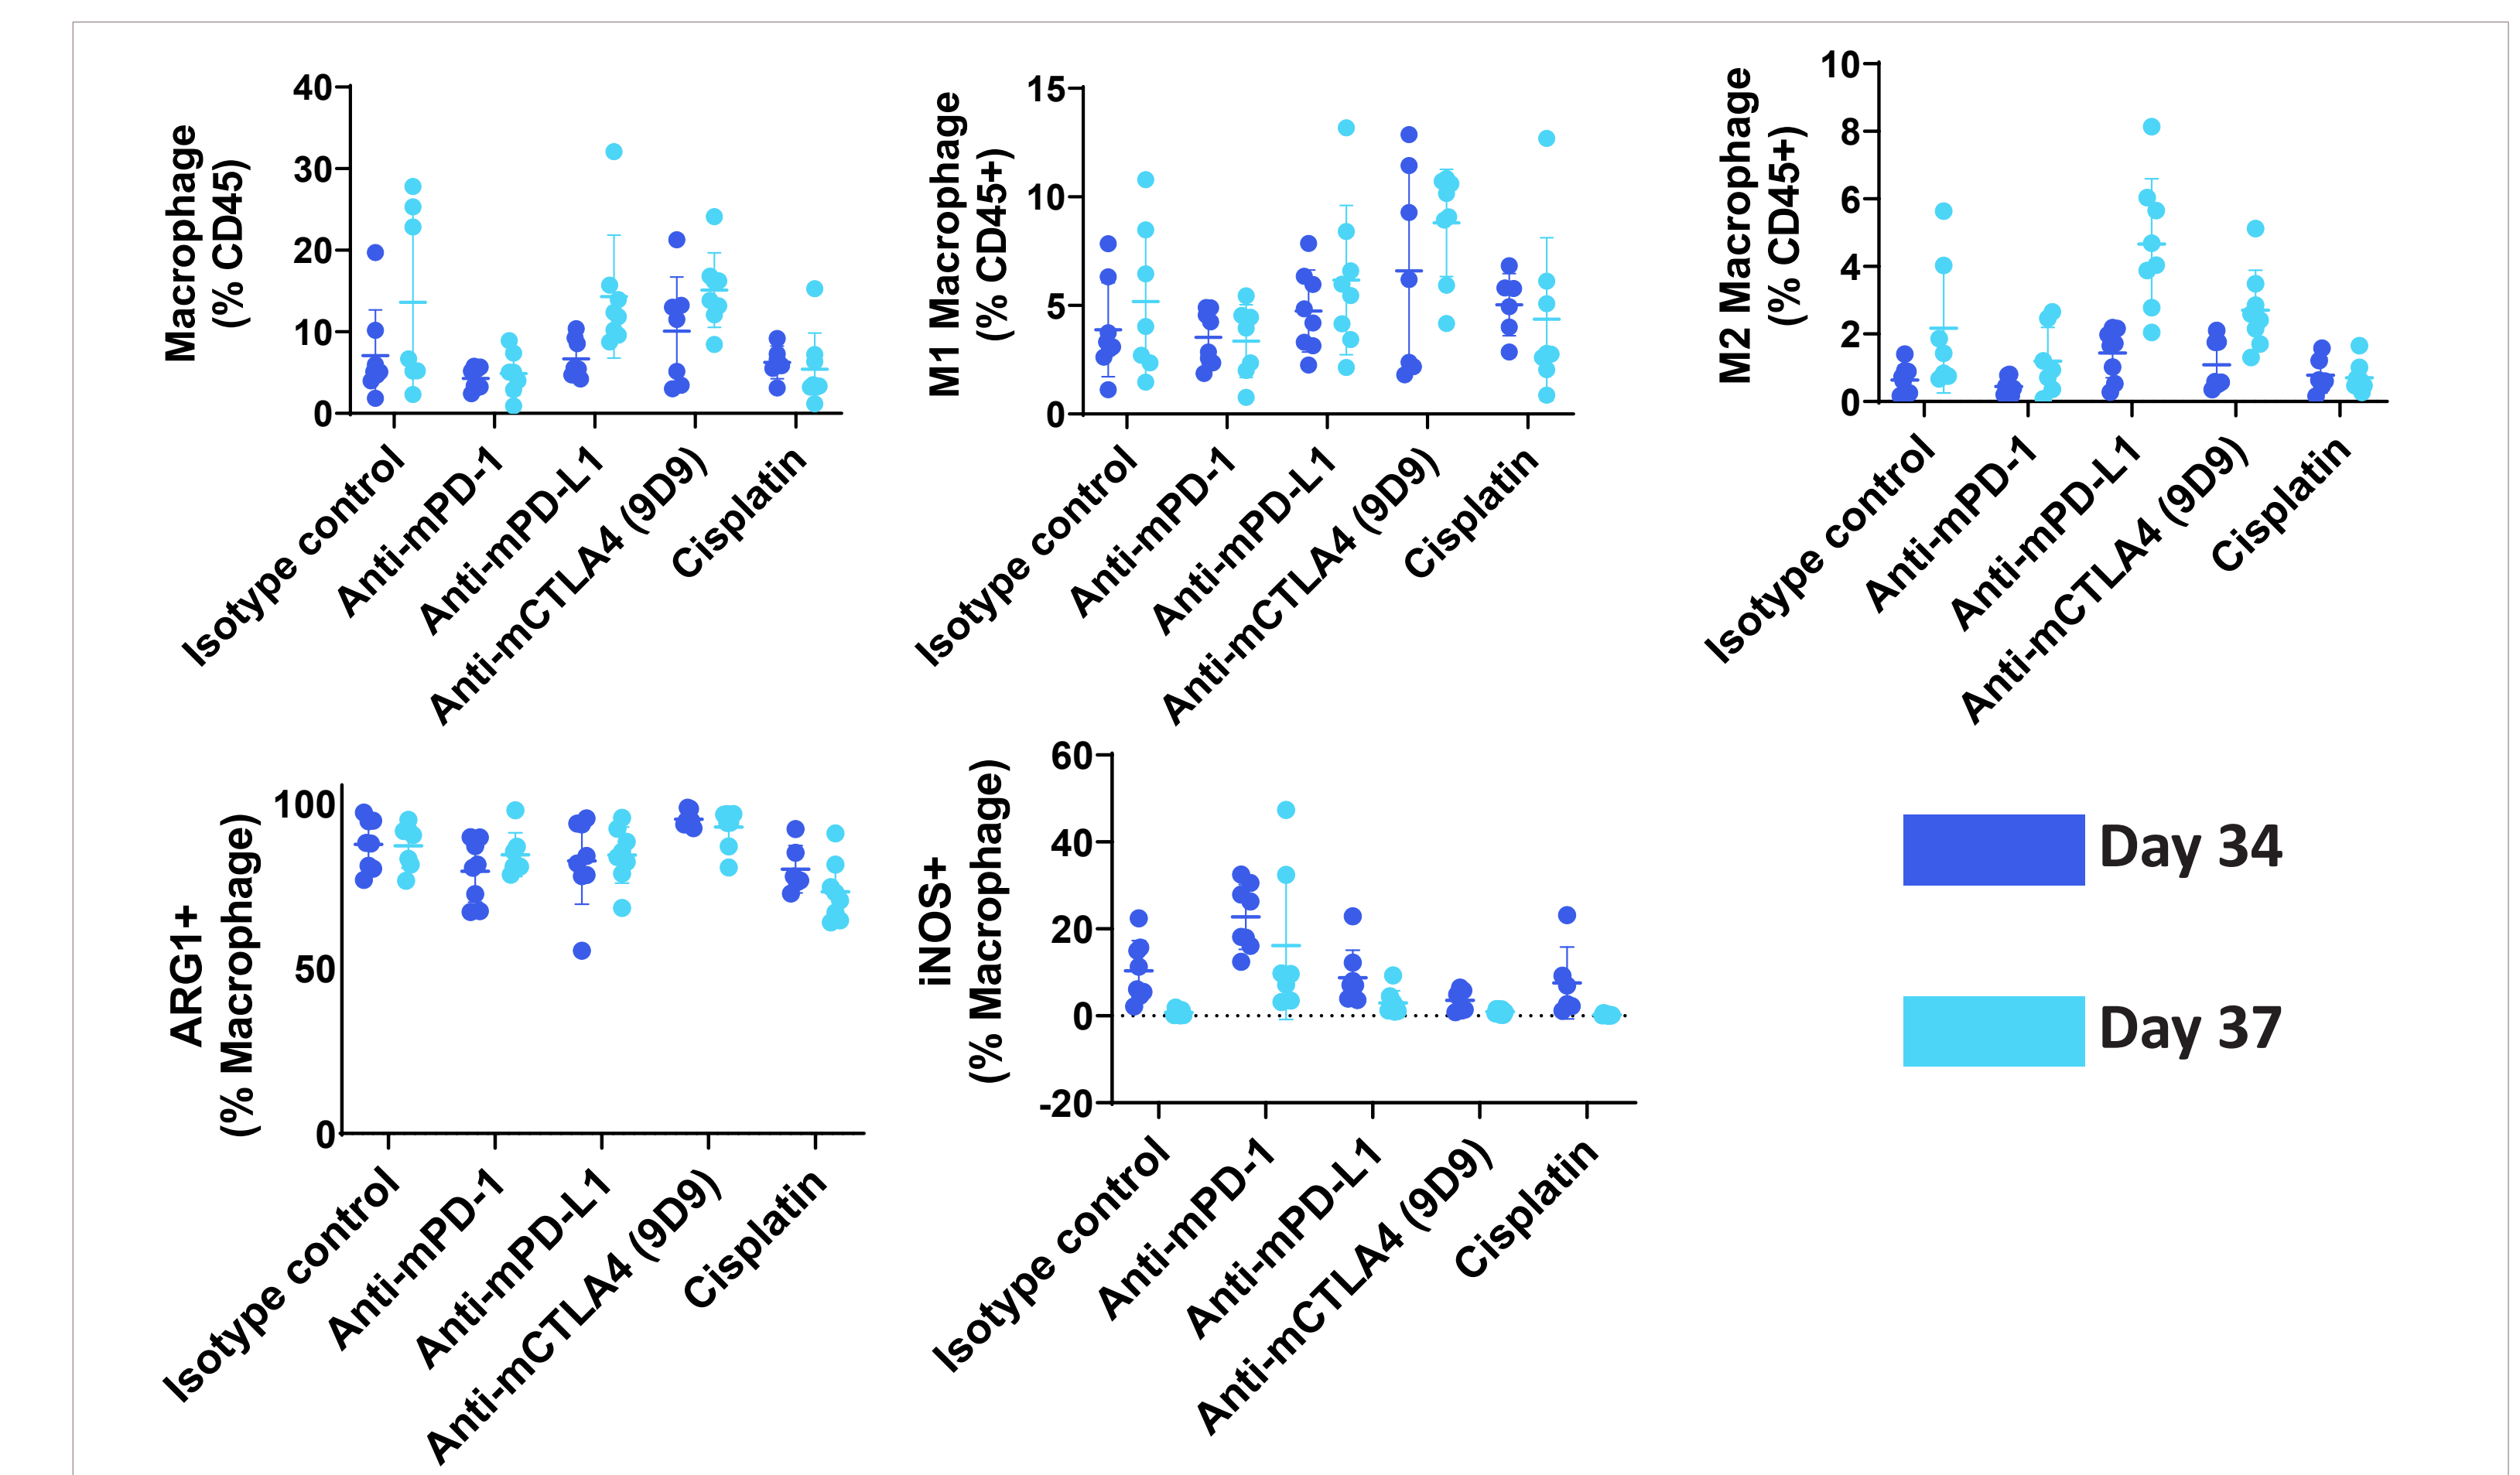 Macrophage
(% CD45)
40
30
20
10
0
Isotype control
Anti-mPD-1
Anti-mPD-L1
Anti-mCTLA4 (9D9)
Cisplatin
M1 Macrophage
(% CD45+)
15
10
5
0
Isotype control
Anti-mPD-1
Anti-mPD-L1
Anti-mCTLA4 (9D9)
Cisplatin
M2 Macrophage
(% CD45+)
10
8
6
4
2
0
Isotype control
Anti-mPD-1
Anti-mPD-L1
Anti-mCTLA4 (9D9)
Cisplatin
ARG1+
(% Macrophage)
100
50
0
Isotype control
Anti-mPD-1
Anti-mPD-L1
Anti-mCTLA4 (9D9)
Cisplatin
iNOS+
(% Macrophage)
60
40
20
0
-20
Isotype control
Anti-mPD-1
Anti-mPD-L1
Anti-mCTLA4 (9D9)
Cisplatin
Day 34
Day 37